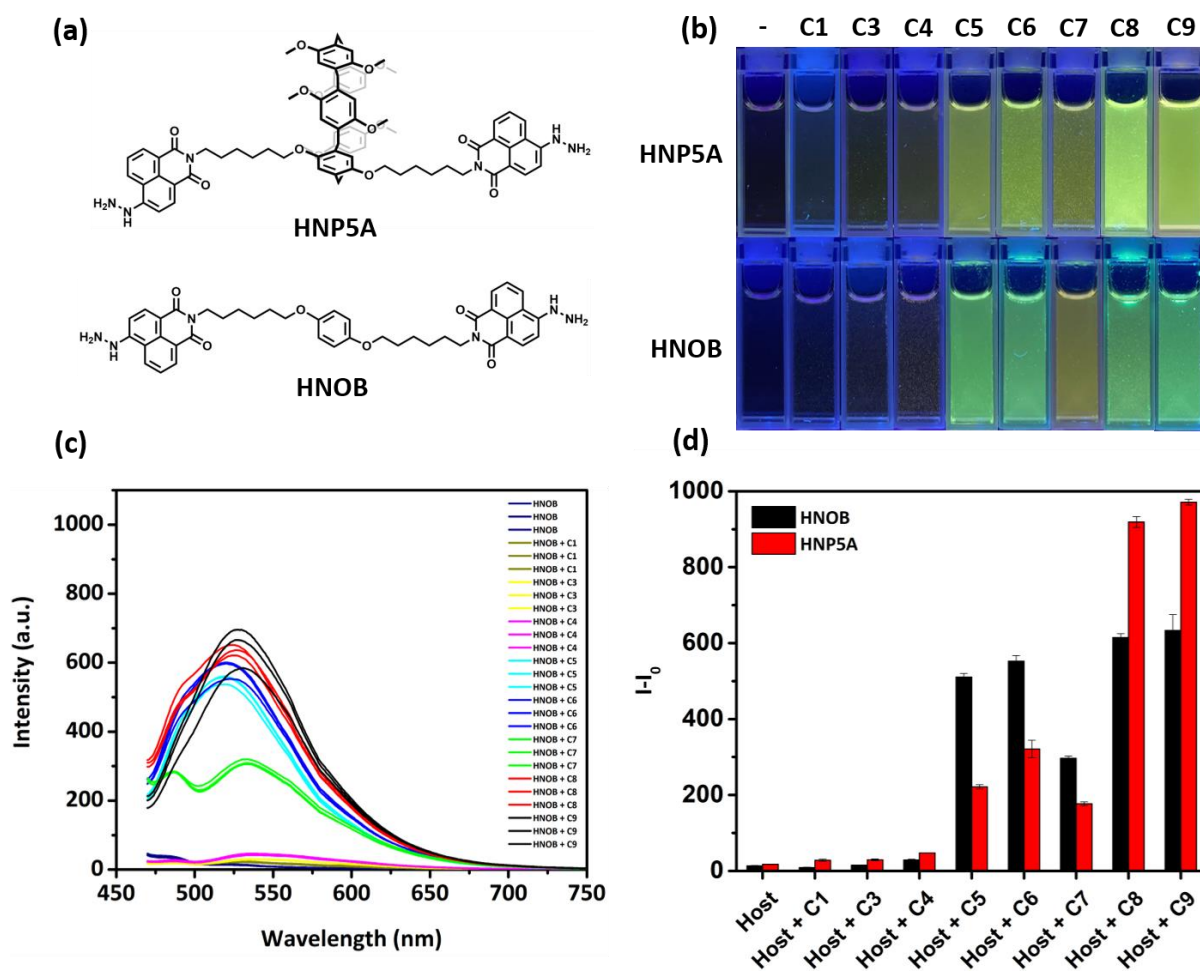 (a)
O
O
O
O
O
O
O
N
O
O
O
N
O
O
HN
NH2
H2N
N
H
HNP5A
O
N
O
O
O
O
N
O
HN
NH2
H2N
NH
HNOB
(b)
- C1 C3 C4 C5 C6 C7 C8 C9
HNP5A
HNOB
(c)
Intensity (a.u.)
1000
800
600
400
200
0
450 500 550 600 650 700 750
Wavelength (nm)
HNOB
HNOB
HNOB
HNOB + C1
HNOB + C1
HNOB + C1
HNOB + C3
HNOB + C3
HNOB + C3
HNOB + C4
HNOB + C4
HNOB + C5
HNOB + C5
HNOB + C5
HNOB + C6
HNOB + C6
HNOB + C6
HNOB + C7
HNOB + C7
HNOB + C7
HNOB + C8
HNOB + C8
HNOB + C8
HNOB + C9
HNOB + C9
HNOB + C9
(d)
I-I0
1000
800
600
400
200
0
HNOB
HNP5A
Host
Host + C1
Host + C3
Host + C4
Host + C5
Host + C6
Host + C7
Host + C8
Host + C9